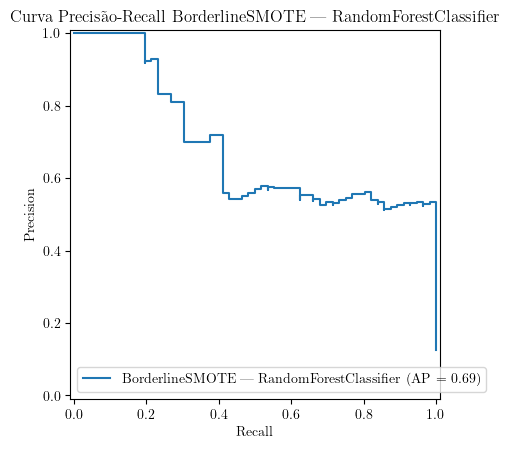 Curva Precisão-Recall BorderlineSMOTE — RandomForestClassifier
1.0
0.8
0.6
0.4
0.2
0.0
Precision
BorderlineSMOTE — RandomForestClassifier (AP = 0.69)
0.0 0.2 0.4 0.6 0.8 1.0
Recall